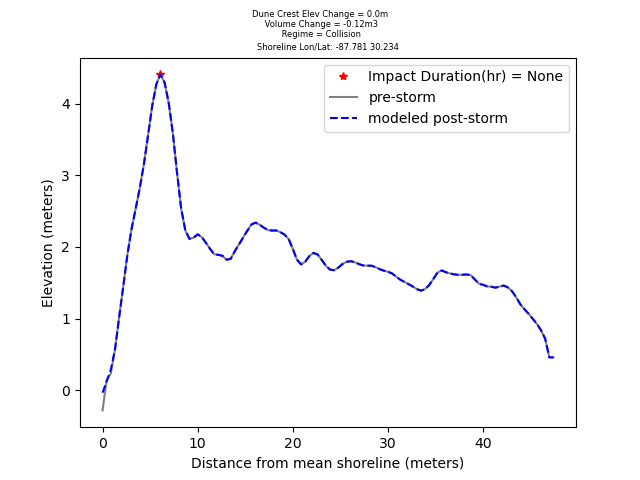 Dune Crest Elev Change = 0.0m
Volume Change = -0.12m3
Regime = Collision
Shoreline Lon/Lat: -87.781 30.234
Impact Duration(hr) = None
pre-storm
modeled post-storm
Elevation (meters)
4
3
2
1
0
0 10 20 30 40
Distance from mean shoreline (meters)